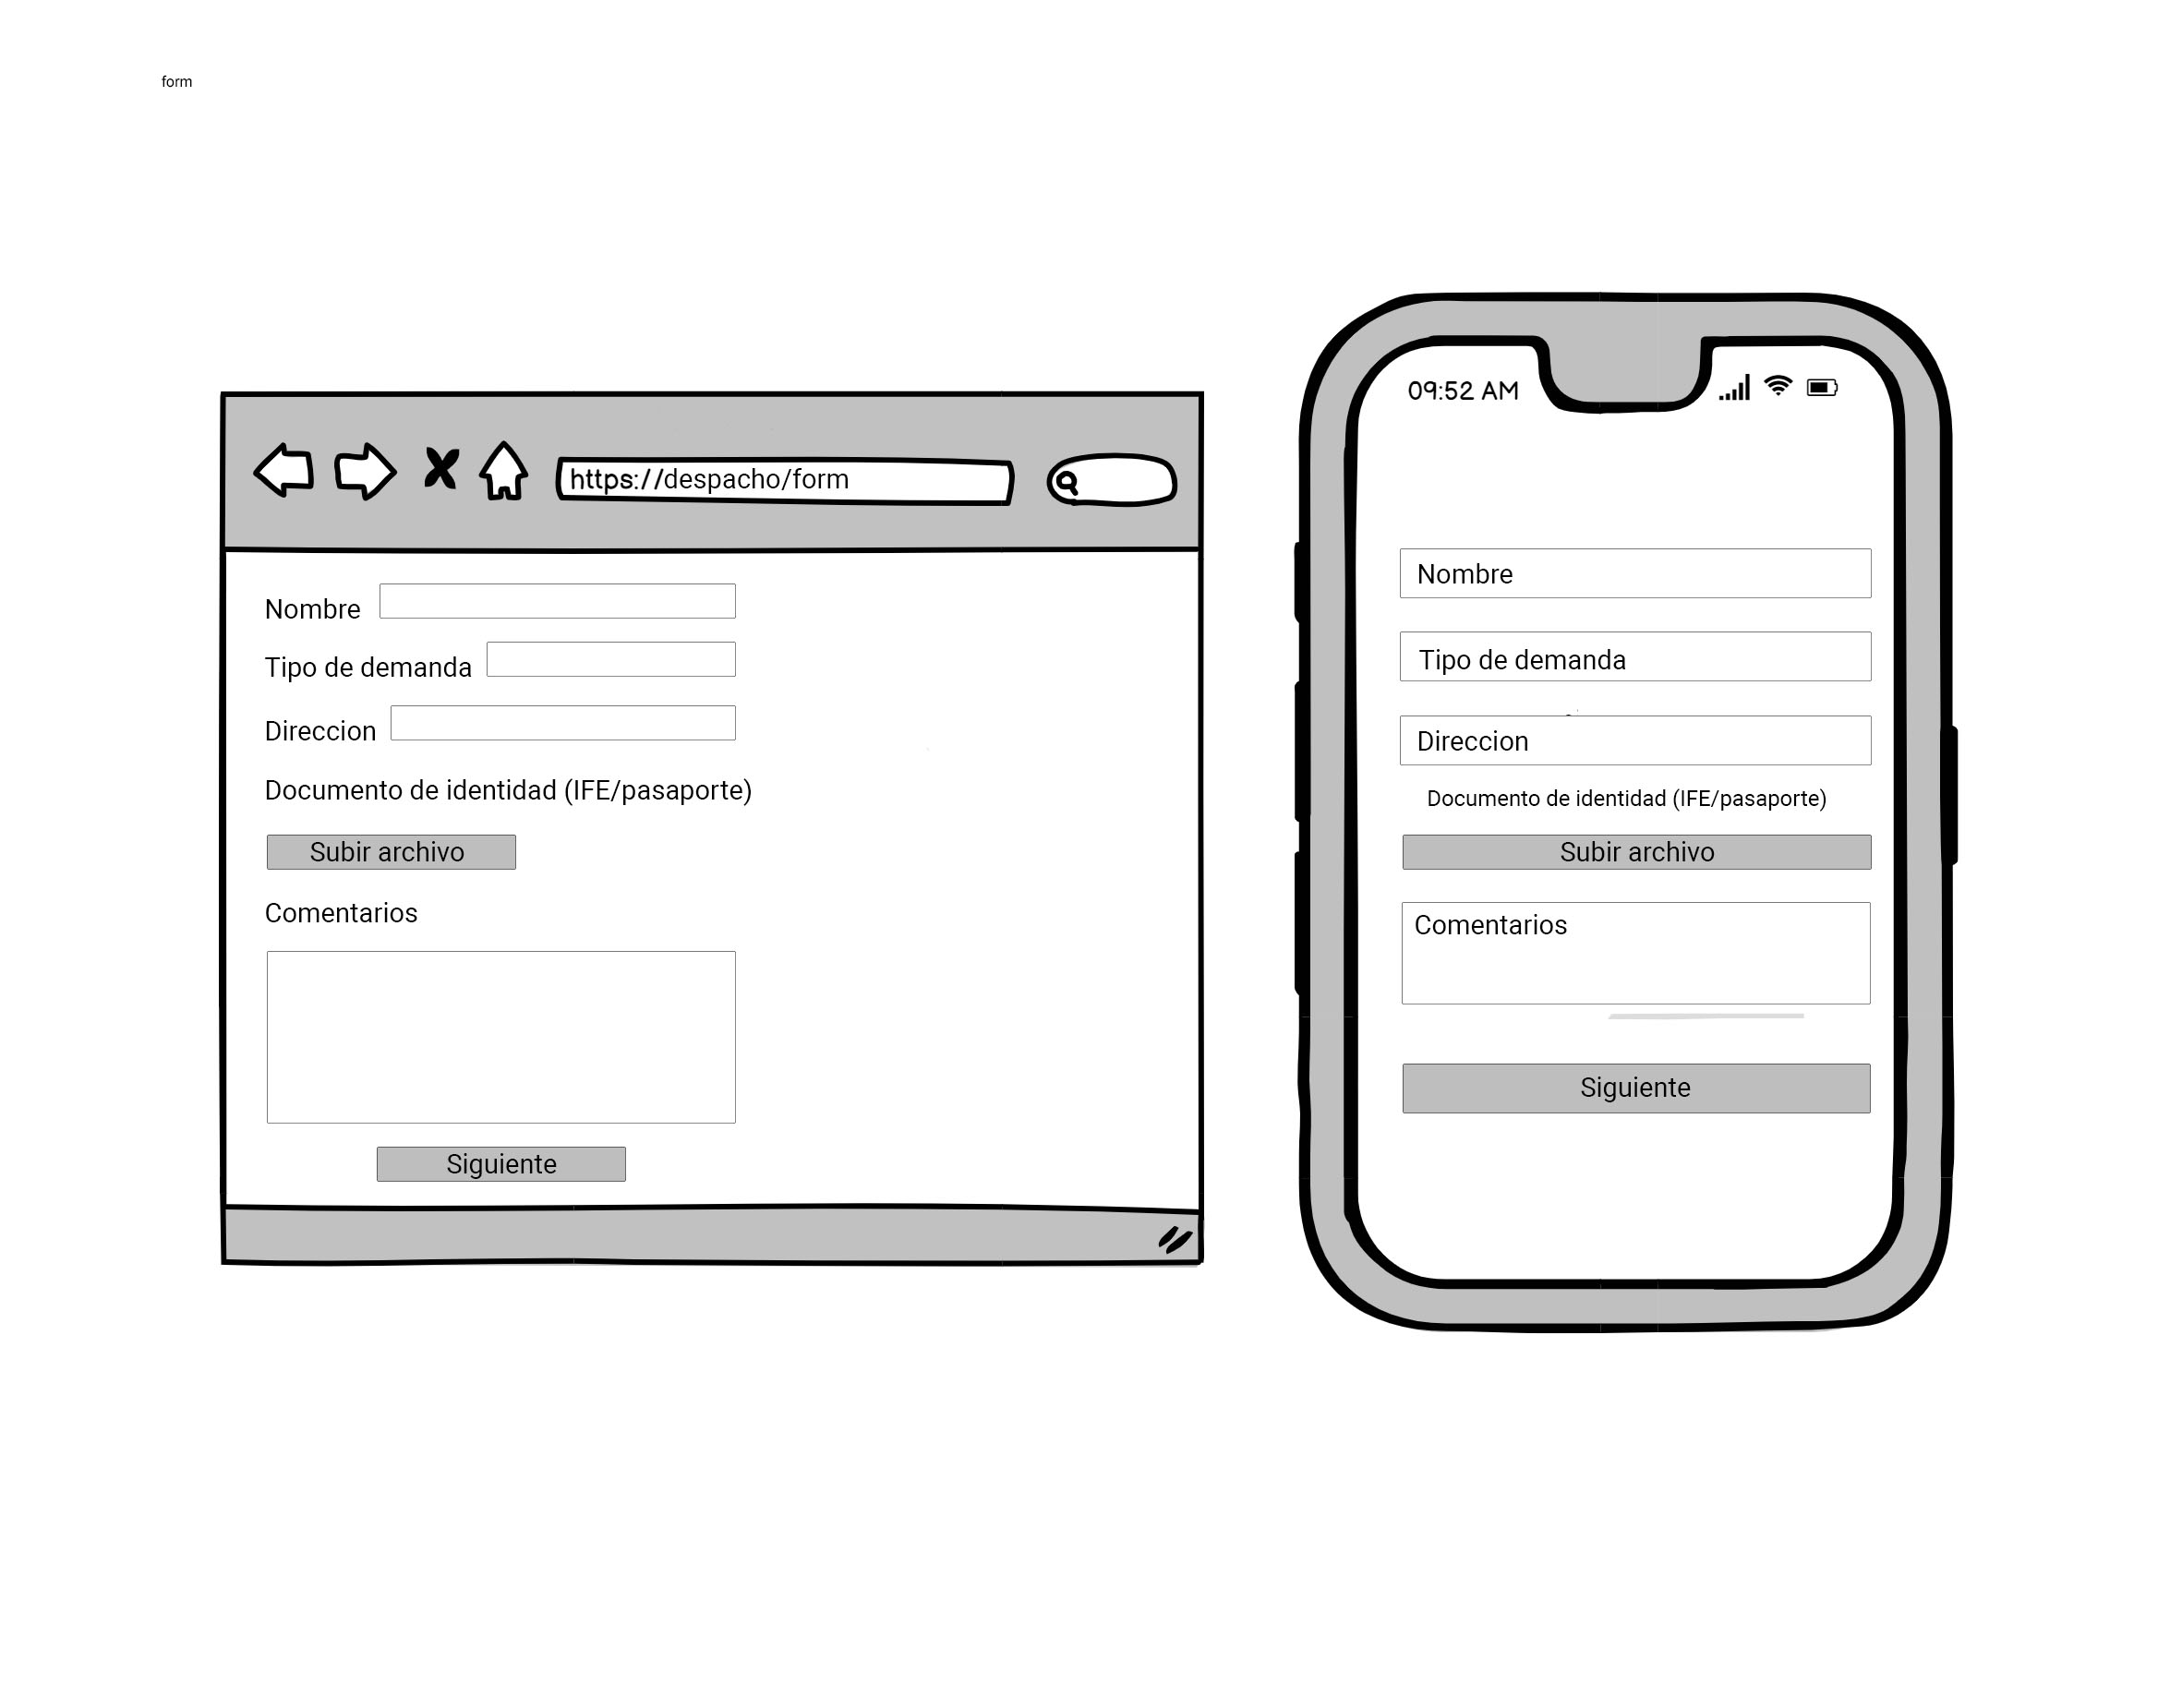 form
https://despacho/form
Nombre
Tipo de demanda
Direccion
Documento de identidad (IFE/pasaporte)
Subir archivo
Comentarios
Siguiente
09:52 AM
Nombre
Tipo de demanda
Direccion
Documento de identidad (IFE/pasaporte)
Subir archivo
Comentarios
Siguiente